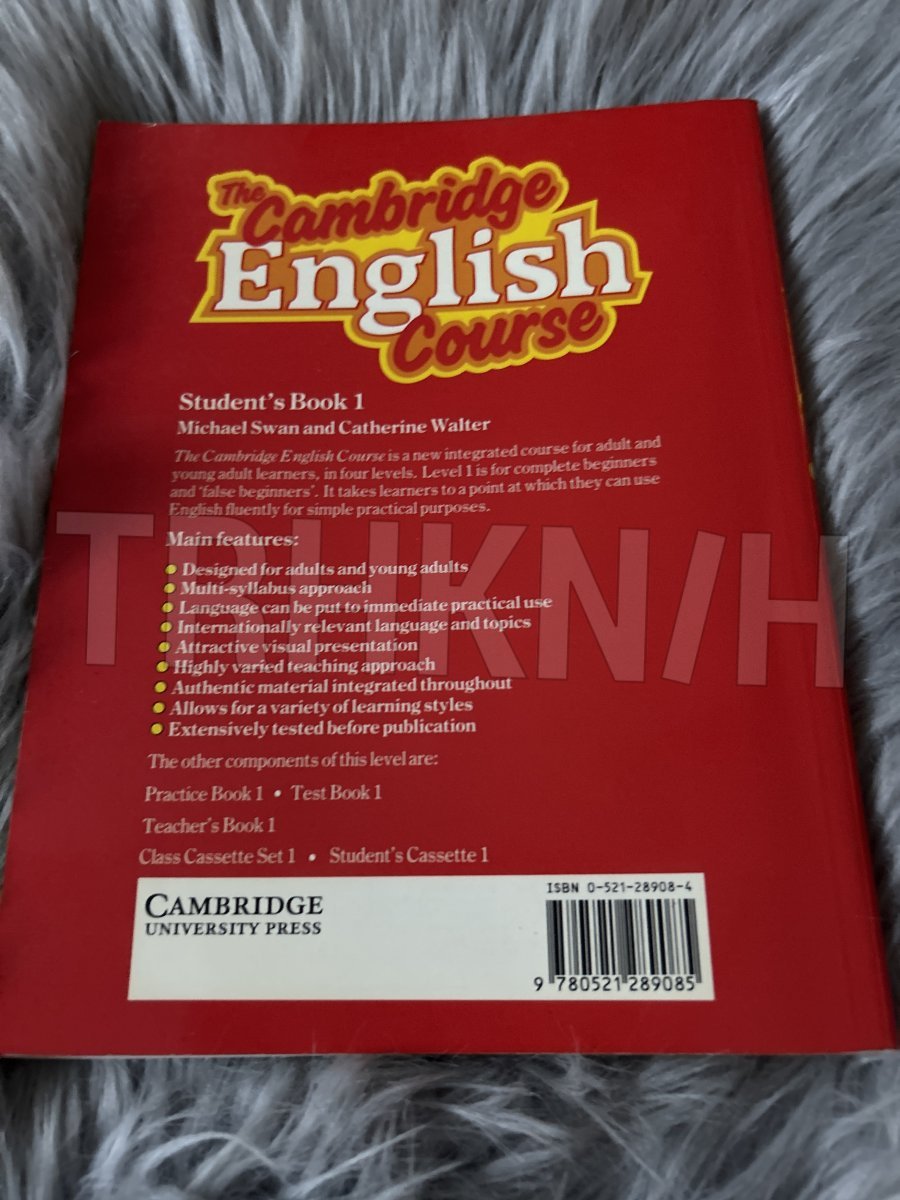 The
Cambridge
English
Course
Student's Book 1
Michael Swan and Catherine Walter
The Cambridge English Course is a new integrated course for adult and
young adult learners, in four levels. Level 1 is for complete beginners
and 'false beginners'. It takes learners to a point at which they can use
English fluently for simple practical purposes.
Main features:
• Designed for adults and young adults
• Multi-syllabus approach
• Language can be put to immediate practical use
• Internationally relevant language and topics
• Attractive visual presentation
• Highly varied teaching approach
• Authentic material integrated throughout
• Allows for a variety of learning styles
• Extensively tested before publication
The other components of this level are:
Practice Book 1 • Test Book 1
Teacher's Book 1
Class Cassette Set 1 • Student's Cassette 1
CAMBRIDGE
UNIVERSITY PRESS
ISBN 0-521-28908-4
9 780521 289085